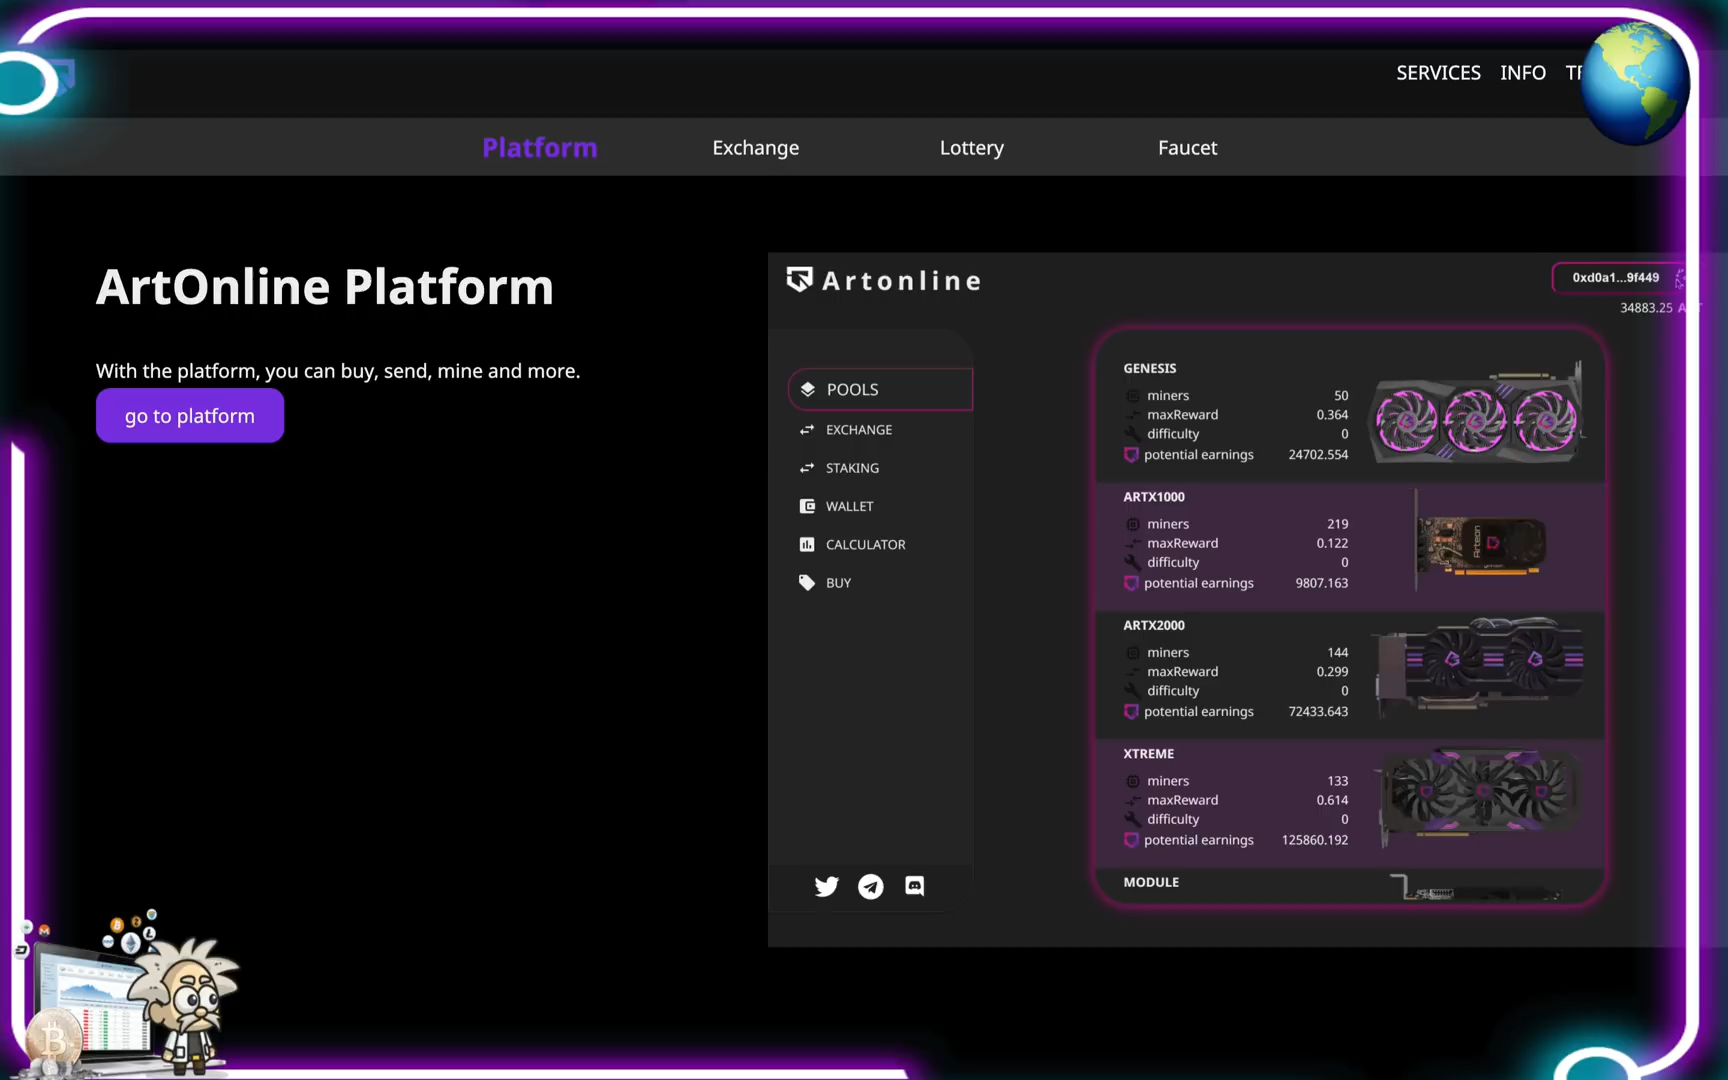 SERVICES INFO
Platform Exchange Lottery Faucet
ArtOnline Platform
With the platform, you can buy, send, mine and more.
go to platform
Artonline
0xd0a1...9f449
34883.25
POOLS
EXCHANGE
STAKING
WALLET
CALCULATOR
BUY
GENESIS
miners 50
maxReward 0.364
difficulty 0
potential earnings 24702.554
ARTX1000
miners 219
maxReward 0.122
difficulty 0
potential earnings 9807.163
Arteon
ARTX2000
miners 144
maxReward 0.299
difficulty 0
potential earnings 72433.643
XTREME
miners 133
maxReward 0.614
difficulty 0
potential earnings 125860.192
MODULE